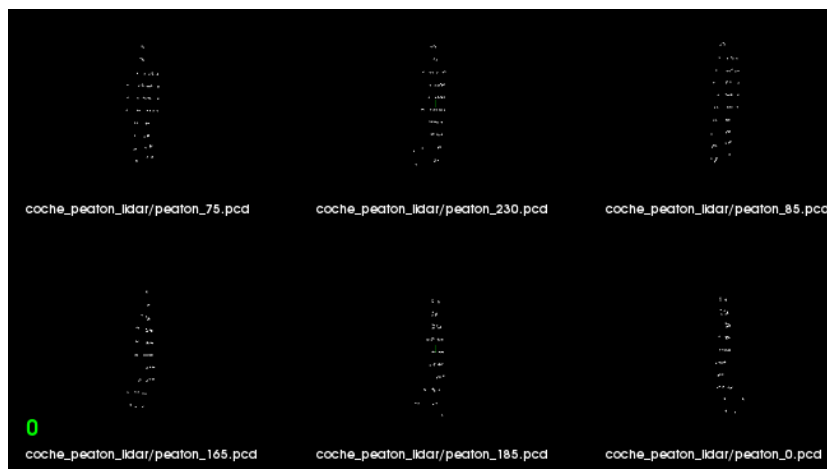 coche_peaton_lidar/peaton_75.pcd
coche_peaton_lidar/peaton_230.pcd
coche_peaton_lidar/peaton_85.pcd
0
coche_peaton_lidar/peaton_165.pcd
coche_peaton_lidar/peaton_185.pcd
coche_peaton_lidar/peaton_0.pcd